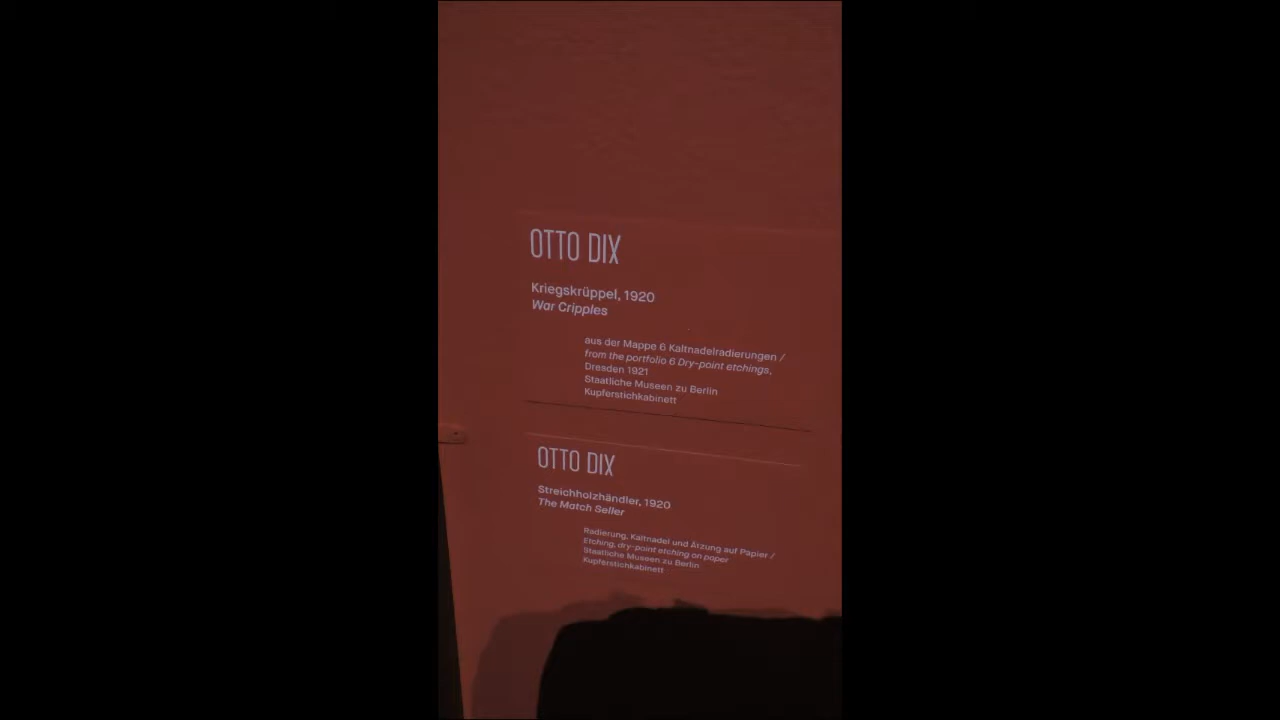 OTTO DIX
Kriegskrüppel, 1920
War Cripples
aus der Mappe 6 Kaltnadelradierungen /
from the portfolio 6 Dry-point etchings,
Dresden 1921
Staatliche Museen zu Berlin
Kupferstichkabinett
OTTO DIX
Streichholzhändler, 1920
The Match Seller
Radierung, Kaltnadel und Ätzung auf Papier /
Etching, dry-point etching on paper
Staatliche Museen zu Berlin
Kupferstichkabinett